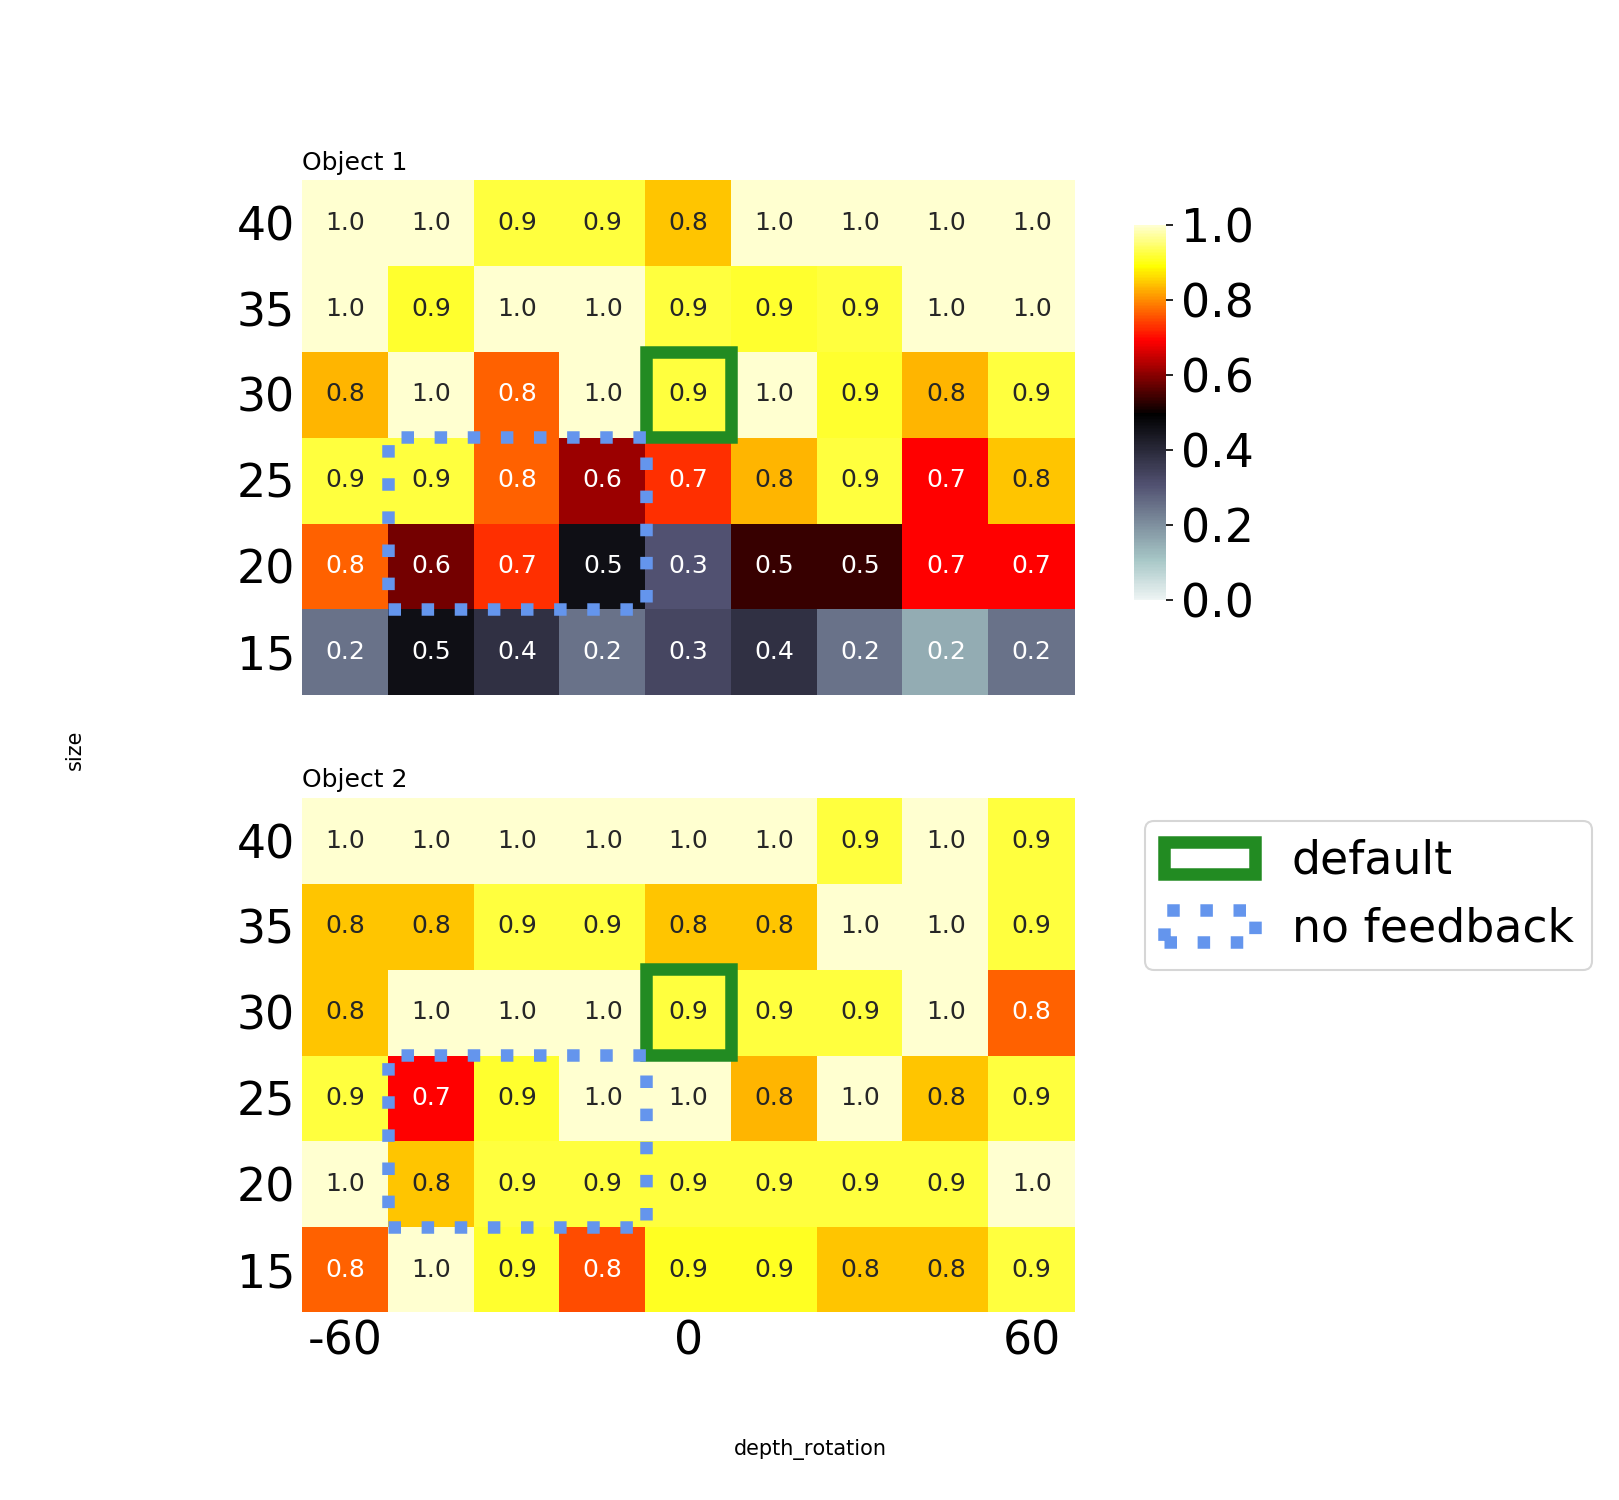 Object 1
40 1.0 1.0 0.9 0.9 0.8 1.0 1.0 1.0 1.0
35 1.0 0.9 1.0 1.0 0.9 0.9 0.9 1.0 1.0
30 0.8 1.0 0.8 1.0 0.9 1.0 0.9 0.8 0.9
25 0.9 0.9 0.8 0.6 0.7 0.8 0.9 0.7 0.8
20 0.8 0.6 0.7 0.5 0.3 0.5 0.5 0.7 0.7
15 0.2 0.5 0.4 0.2 0.3 0.4 0.2 0.2 0.2
1.0
0.8
0.6
0.4
0.2
0.0
size
Object 2
40 1.0 1.0 1.0 1.0 1.0 1.0 0.9 1.0 0.9
35 0.8 0.8 0.9 0.9 0.8 0.8 1.0 1.0 0.9
30 0.8 1.0 1.0 1.0 0.9 0.9 0.9 1.0 0.8
25 0.9 0.7 0.9 1.0 1.0 0.8 1.0 0.8 0.9
20 1.0 0.8 0.9 0.9 0.9 0.9 0.9 0.9 1.0
15 0.8 1.0 0.9 0.8 0.9 0.9 0.8 0.8 0.9
-60 0 60
depth_rotation
default
no feedback